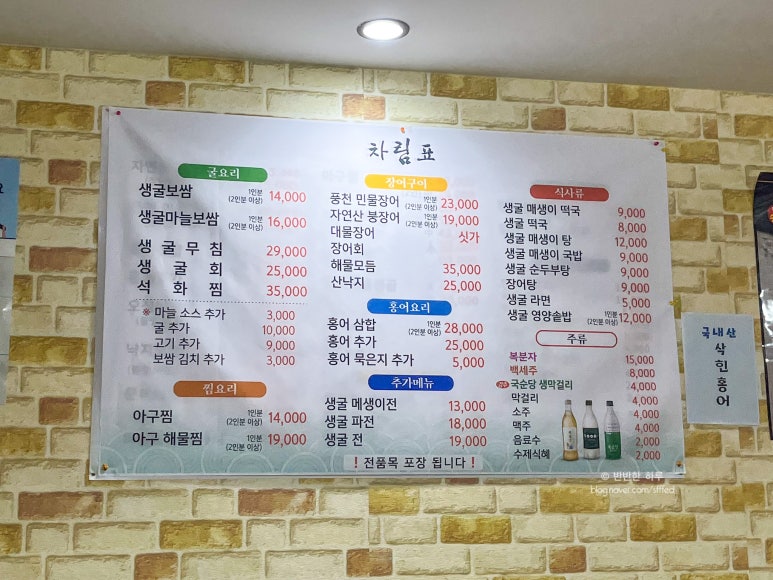 차림표
굴요리
생굴보쌈 1인분 (2인분 이상) 14,000
생굴마늘보쌈 1인분 (2인분 이상) 16,000
생굴무침 29,000
생굴회 25,000
석화찜 35,000
※ 마늘 소스 추가 3,000
굴 추가 10,000
고기 추가 9,000
보쌈 김치 추가 3,000
찜요리
아구찜 1인분 (2인분 이상) 14,000
아구 해물찜 1인분 (2인분 이상) 19,000
장어구이
풍천 민물장어 1인분 (2인분 이상) 23,000
자연산 붕장어 1인분 (2인분 이상) 19,000
대물장어 싯가
장어회
해물모듬 35,000
산낙지 25,000
홍어요리
홍어 삼합 1인분 (2인분 이상) 28,000
홍어 추가 25,000
홍어 묵은지 추가 5,000
추가메뉴
생굴 메생이전 13,000
생굴 파전 18,000
생굴 전 19,000
! 전품목 포장 됩니다 !
식사류
생굴 매생이 떡국 9,000
생굴 떡국 8,000
생굴 매생이 탕 12,000
생굴 매생이 국밥 9,000
생굴 순두부탕 9,000
장어탕 9,000
생굴 라면 5,000
생굴 영양솥밥 1인분 (2인분 이상) 12,000
주류
복분자 15,000
백세주 8,000
국순당 생막걸리 4,000
막걸리 4,000
소주 4,000
맥주 4,000
음료수 2,000
수제식혜 2,000
국내산
삭힌홍어
© 반반한 하루
blog.naver.com/sffled